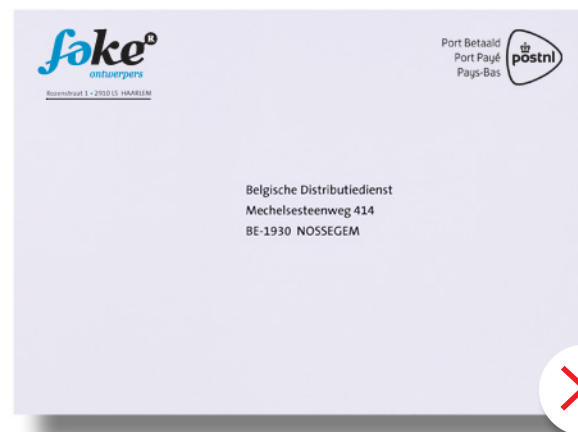 føke®
ontwerpers
Rozenstraat 1 • 2910 LS HAARLEM
Port Betaald
Port Payé
Pays-Bas
postnl
Belgische Distributiedienst
Mechelsesteenweg 414
BE-1930 NOSSEGEM